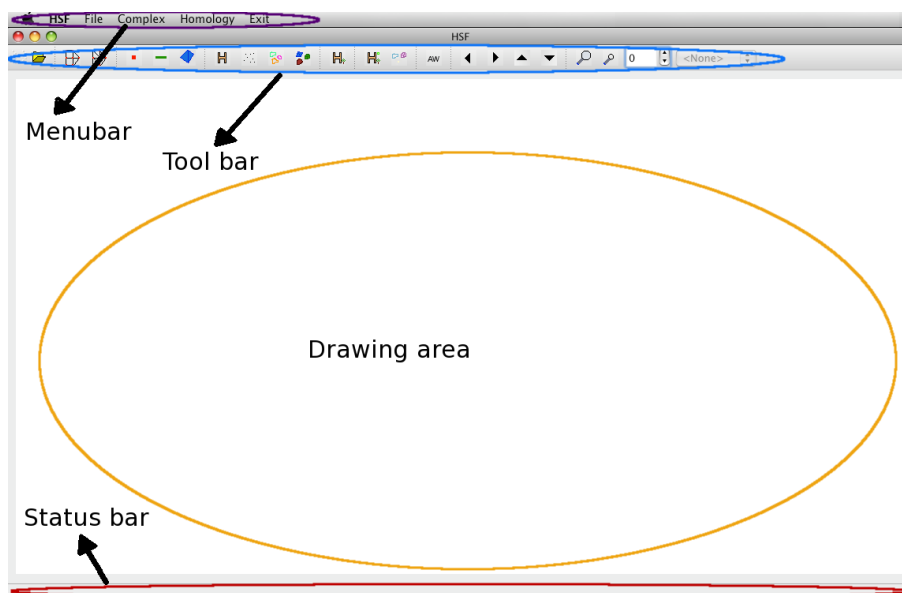 HSF File Complex Homology Exit
HSF
H H? H AW 0 <None>
Menubar
Tool bar
Drawing area
Status bar